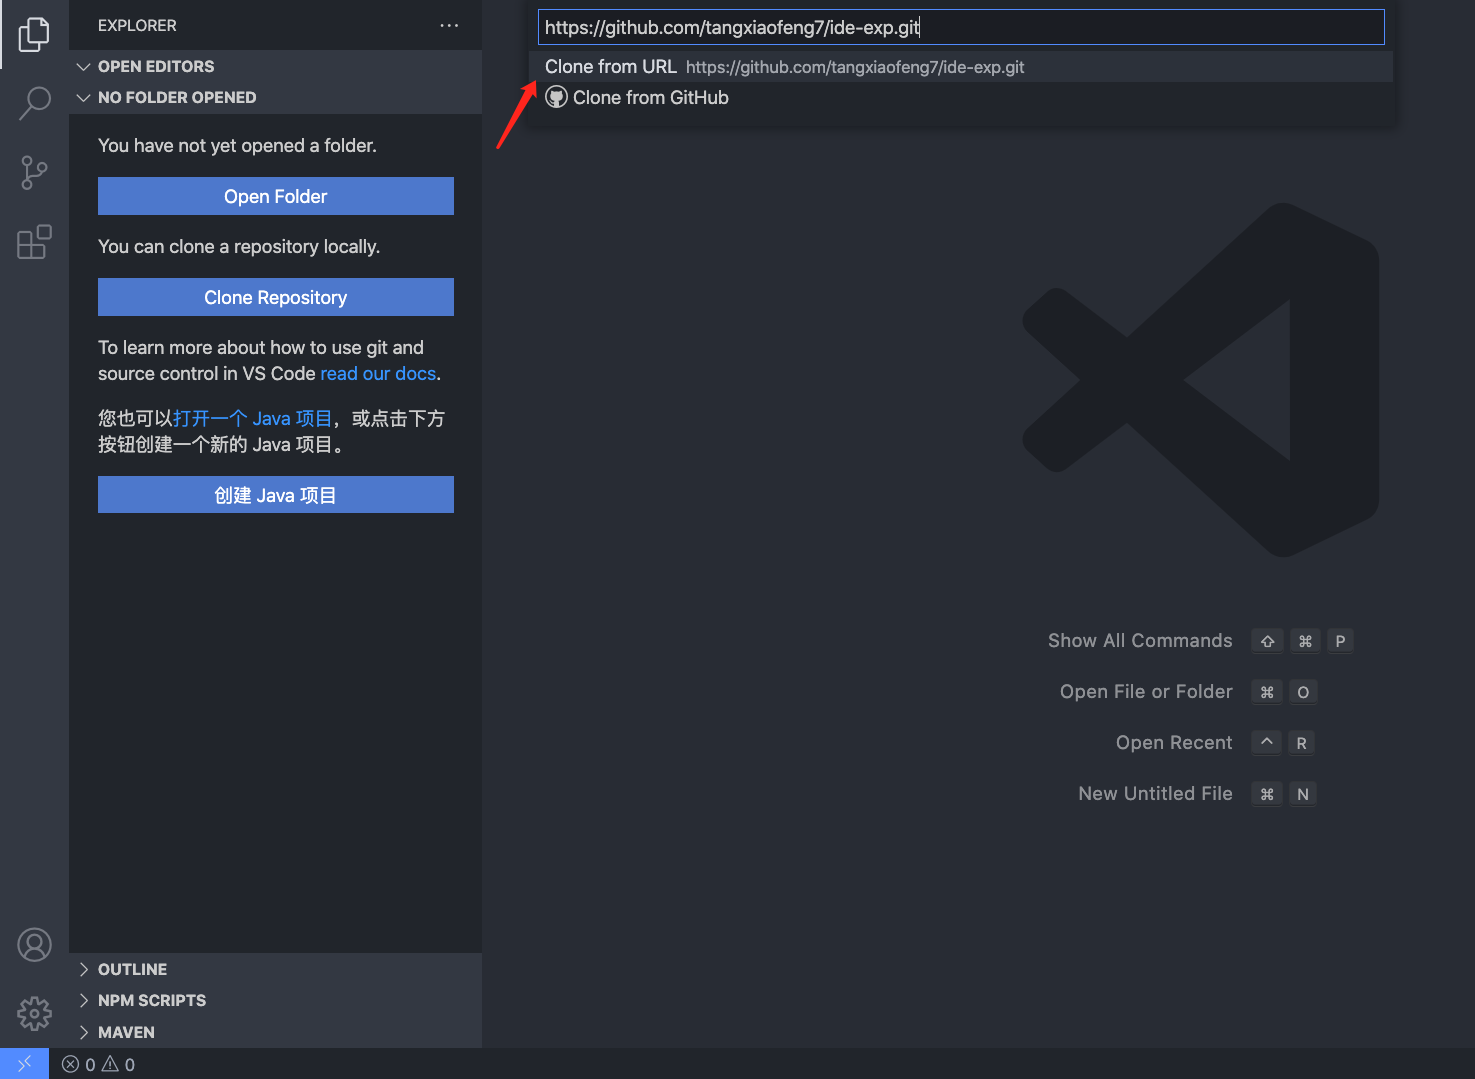 EXPLORER
OPEN EDITORS
NO FOLDER OPENED
You have not yet opened a folder.
Open Folder
You can clone a repository locally.
Clone Repository
To learn more about how to use git and
source control in VS Code read our docs.
您也可以打开一个 Java 项目，或点击下方
按钮创建一个新的 Java 项目。
创建 Java 项目
OUTLINE
NPM SCRIPTS
MAVEN
https://github.com/tangxiaofeng7/ide-exp.git
Clone from URL https://github.com/tangxiaofeng7/ide-exp.git
Clone from GitHub
Show All Commands ⇧ ⌘ P
Open File or Folder ⌘ O
Open Recent ^ R
New Untitled File ⌘ N
0 0